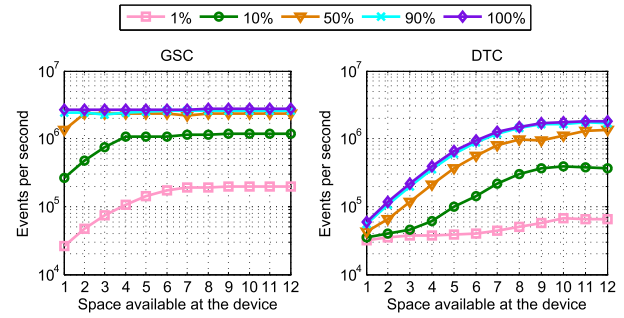 1% 10% 50% 90% 100%
GSC
Events per second
10^7
10^6
10^5
10^4
1 2 3 4 5 6 7 8 9 10 11 12
Space available at the device
DTC
Events per second
10^7
10^6
10^5
10^4
1 2 3 4 5 6 7 8 9 10 11 12
Space available at the device